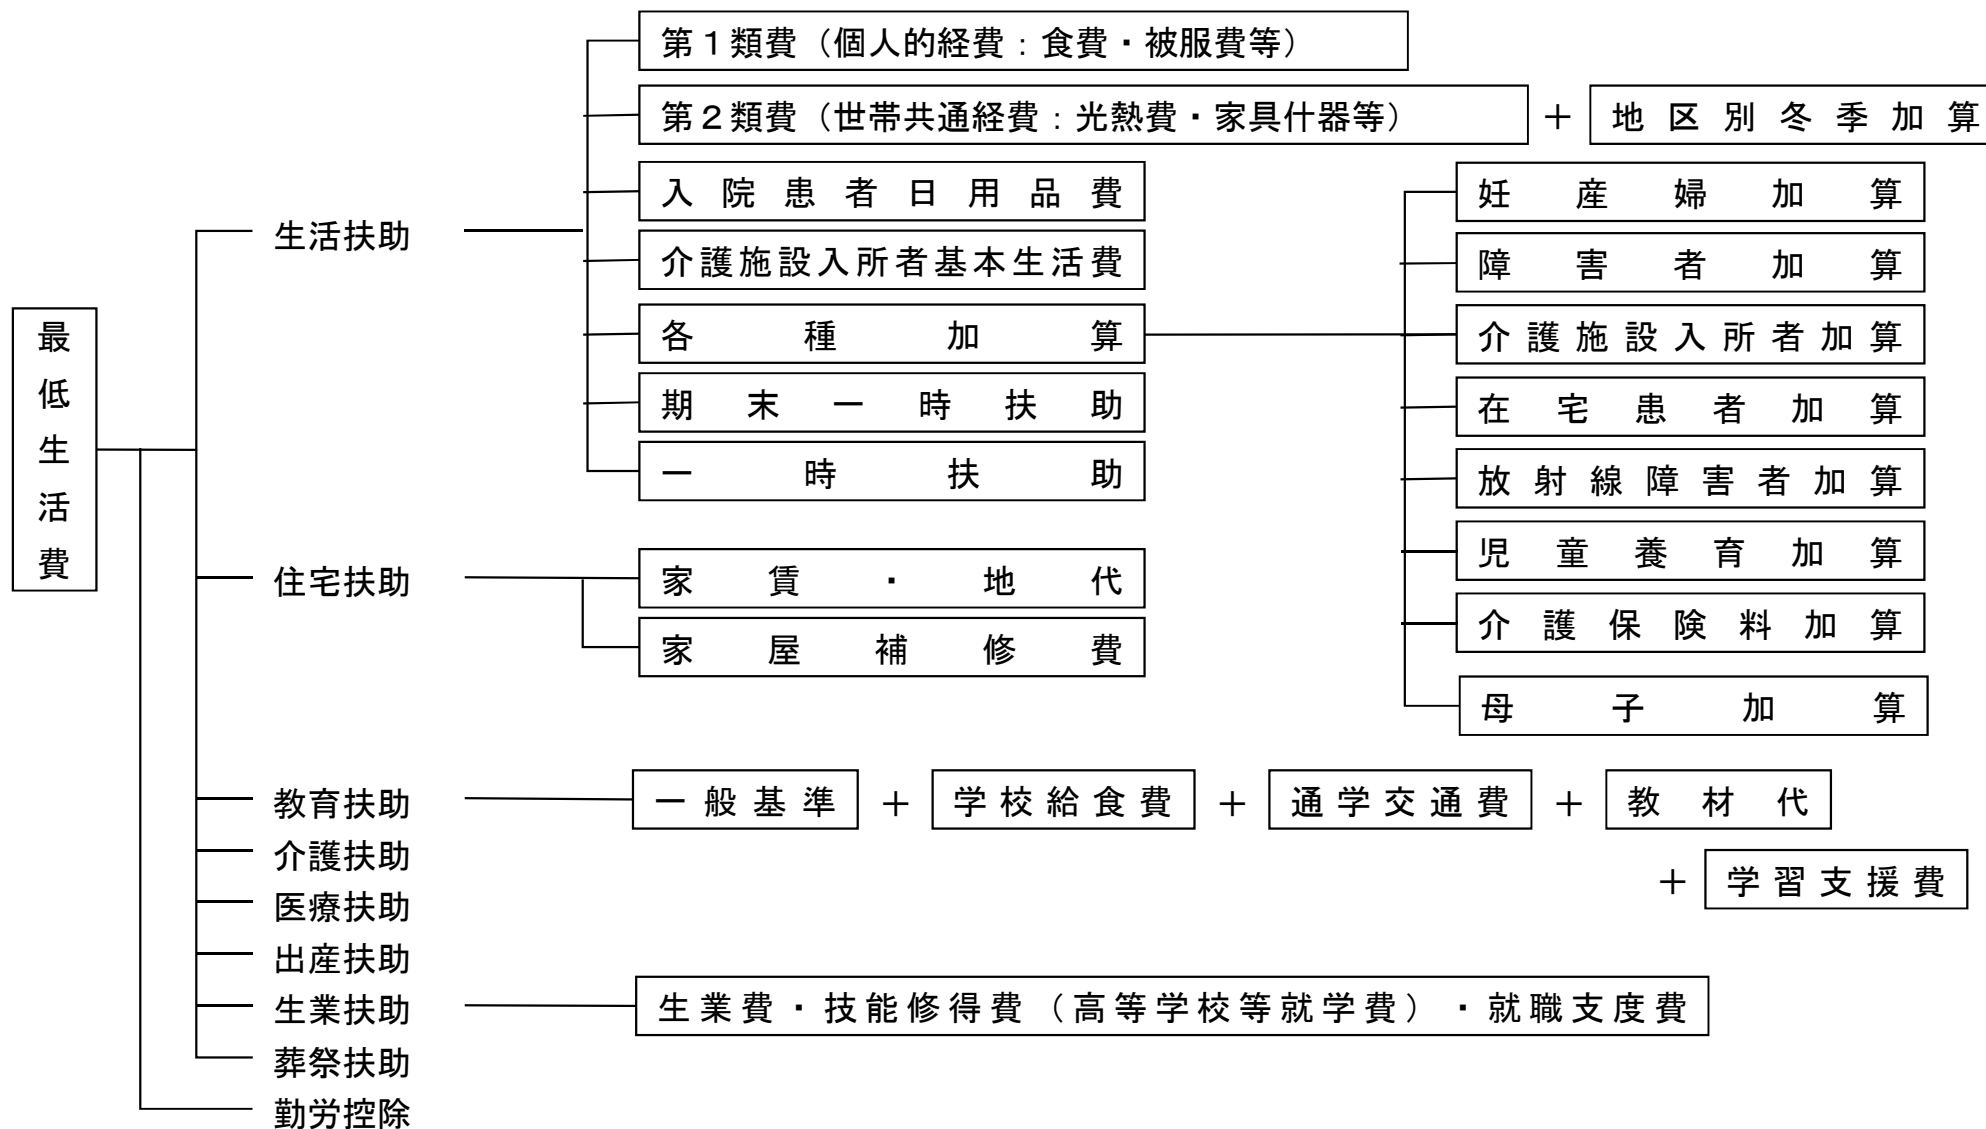 最低生活費
生活扶助
第１類費（個人的経費：食費・被服費等）
第２類費（世帯共通経費：光熱費・家具什器等） ＋ 地区別冬季加算
入院患者日用品費
介護施設入所者基本生活費
各種加算
期末一時扶助
一時扶助
妊産婦加算
障害者加算
介護施設入所者加算
在宅患者加算
放射線障害者加算
児童養育加算
介護保険料加算
母子加算
住宅扶助
家賃・地代
家屋補修費
教育扶助 一般基準 ＋ 学校給食費 ＋ 通学交通費 ＋ 教材代
＋ 学習支援費
介護扶助
医療扶助
出産扶助
生業扶助 生業費・技能修得費（高等学校等就学費）・就職支度費
葬祭扶助
勤労控除